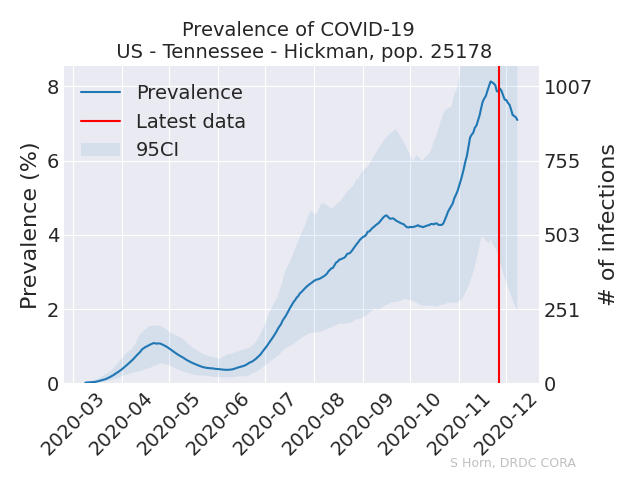 Prevalence of COVID-19
US - Tennessee - Hickman, pop. 25178
Prevalence
Latest data
95CI
Prevalence (%)
8
6
4
2
0
1007
755
503
251
0
# of infections
2020-03
2020-04
2020-05
2020-06
2020-07
2020-08
2020-09
2020-10
2020-11
2020-12
S Horn, DRDC CORA